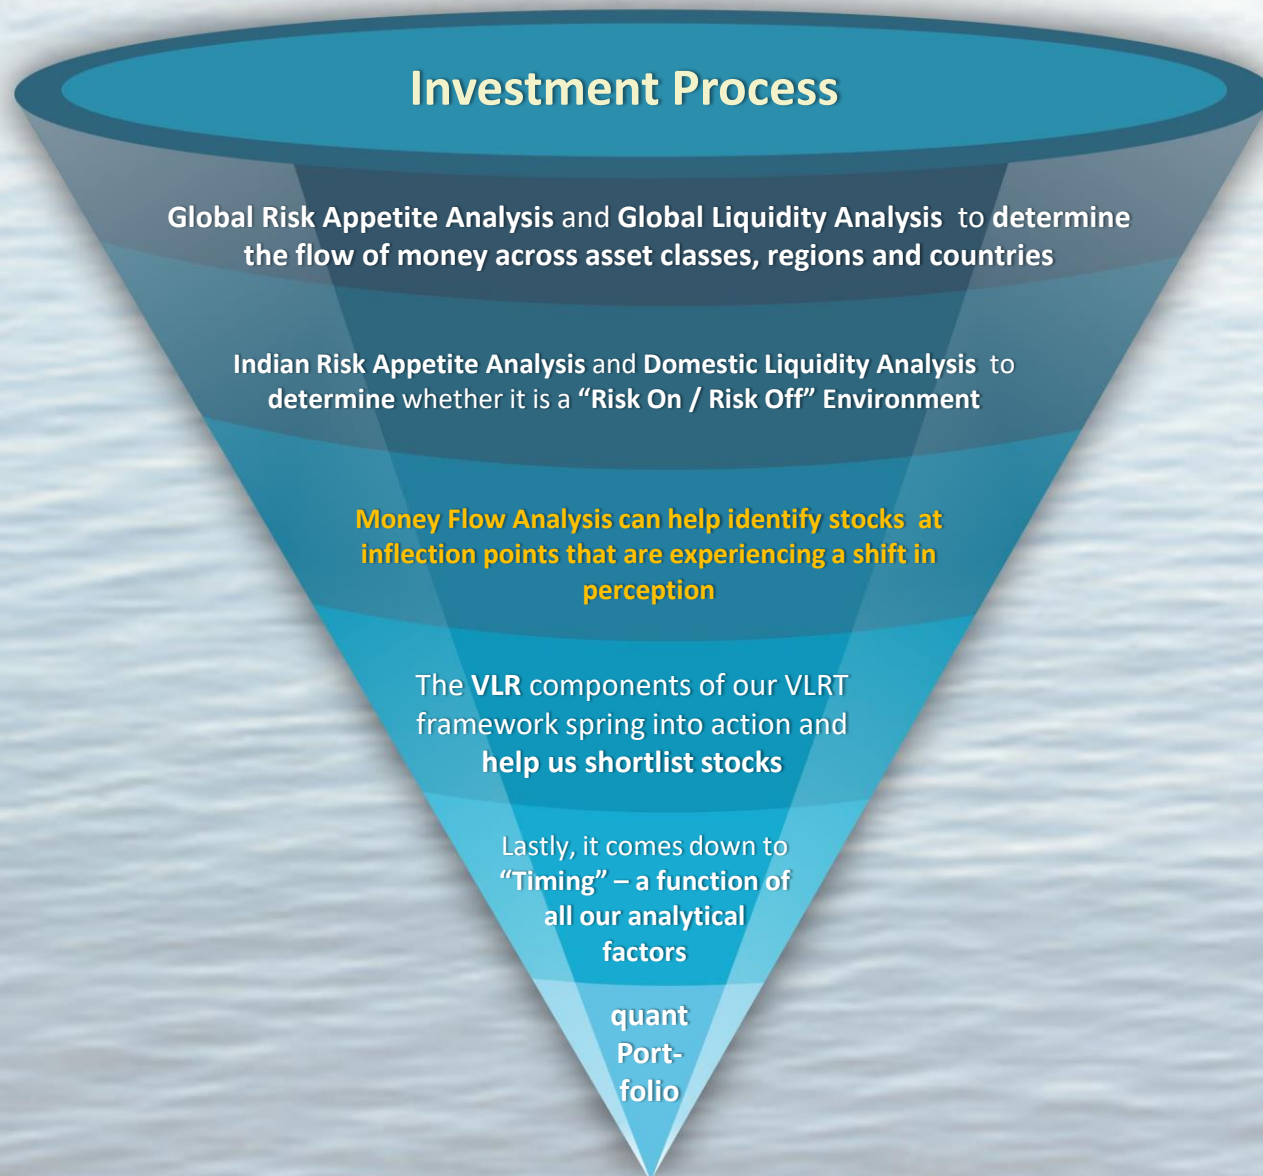 Investment Process
Global Risk Appetite Analysis and Global Liquidity Analysis to determine
the flow of money across asset classes, regions and countries
Indian Risk Appetite Analysis and Domestic Liquidity Analysis to
determine whether it is a “Risk On / Risk Off” Environment
Money Flow Analysis can help identify stocks at
inflection points that are experiencing a shift in
perception
The VLR components of our VLRT
framework spring into action and
help us shortlist stocks
Lastly, it comes down to
“Timing” – a function of
all our analytical
factors
quant
Port-
folio